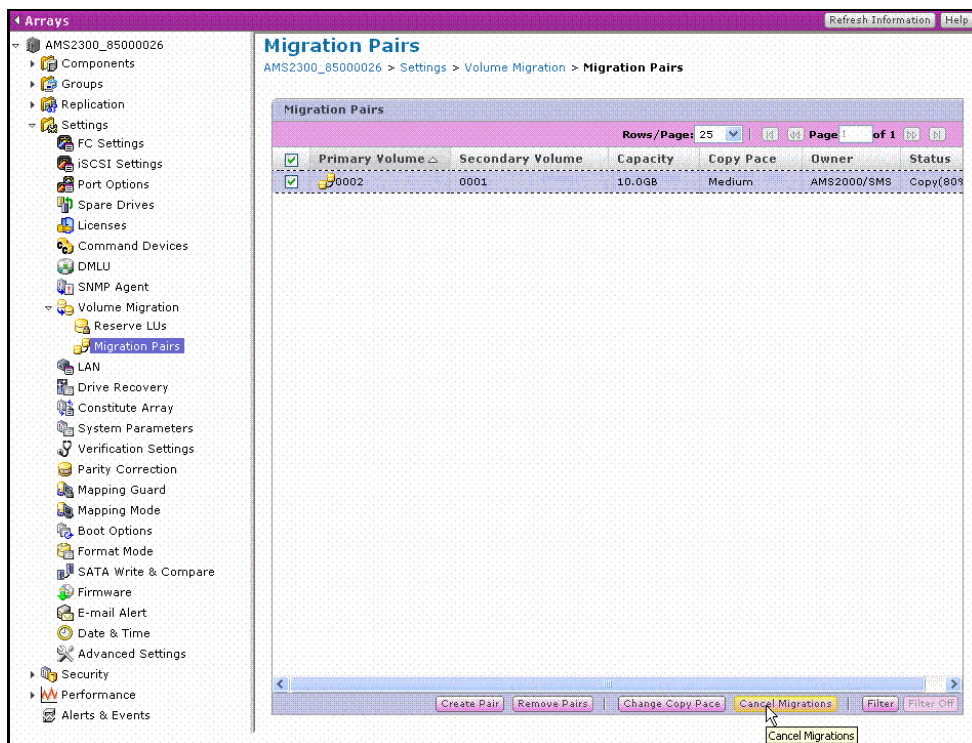 Arrays
Refresh Information
Help
AMS2300_85000026
Components
Groups
Replication
Settings
FC Settings
iSCSI Settings
Port Options
Spare Drives
Licenses
Command Devices
DMLU
SNMP Agent
Volume Migration
Reserve LUs
Migration Pairs
LAN
Drive Recovery
Constitute Array
System Parameters
Verification Settings
Parity Correction
Mapping Guard
Mapping Mode
Boot Options
Format Mode
SATA Write & Compare
Firmware
E-mail Alert
Date & Time
Advanced Settings
Security
Performance
Alerts & Events
Migration Pairs
AMS2300_85000026 > Settings > Volume Migration > Migration Pairs
Migration Pairs
Rows/Page: 25 Page 1 of 1
Primary Volume Secondary Volume Capacity Copy Pace Owner Status
0002 0001 10.0GB Medium AMS2000/SMS Copy(80%
Create Pair Remove Pairs Change Copy Pace Cancel Migrations Filter Filter Off
Cancel Migrations